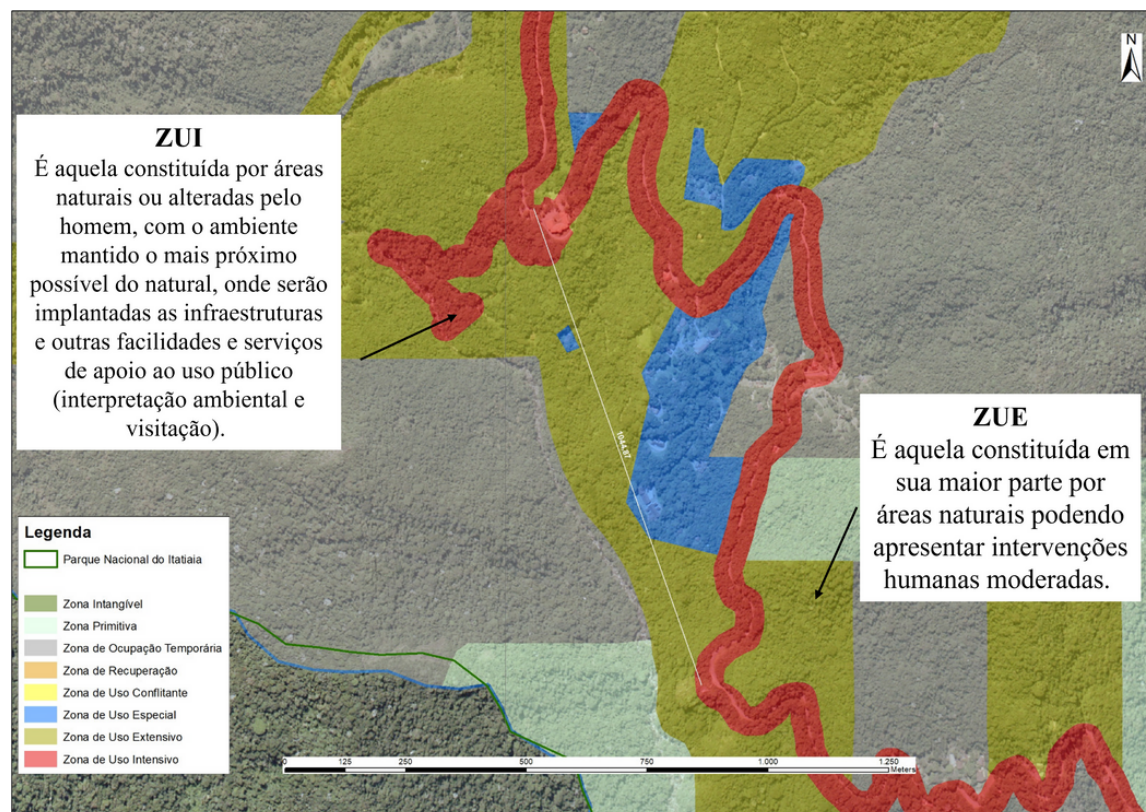 N
ZUI
É aquela constituída por áreas
naturais ou alteradas pelo
homem, com o ambiente
mantido o mais próximo
possível do natural, onde serão
implantadas as infraestruturas
e outras facilidades e serviços
de apoio ao uso público
(interpretação ambiental e
visitação).
1044.97
ZUE
É aquela constituída em
sua maior parte por
áreas naturais podendo
apresentar intervenções
humanas moderadas.
Legenda
Parque Nacional do Itatiaia
Zona Intangível
Zona Primitiva
Zona de Ocupação Temporária
Zona de Recuperação
Zona de Uso Conflitante
Zona de Uso Especial
Zona de Uso Extensivo
Zona de Uso Intensivo
0 125 250 500 750 1.000 1.250
Meters